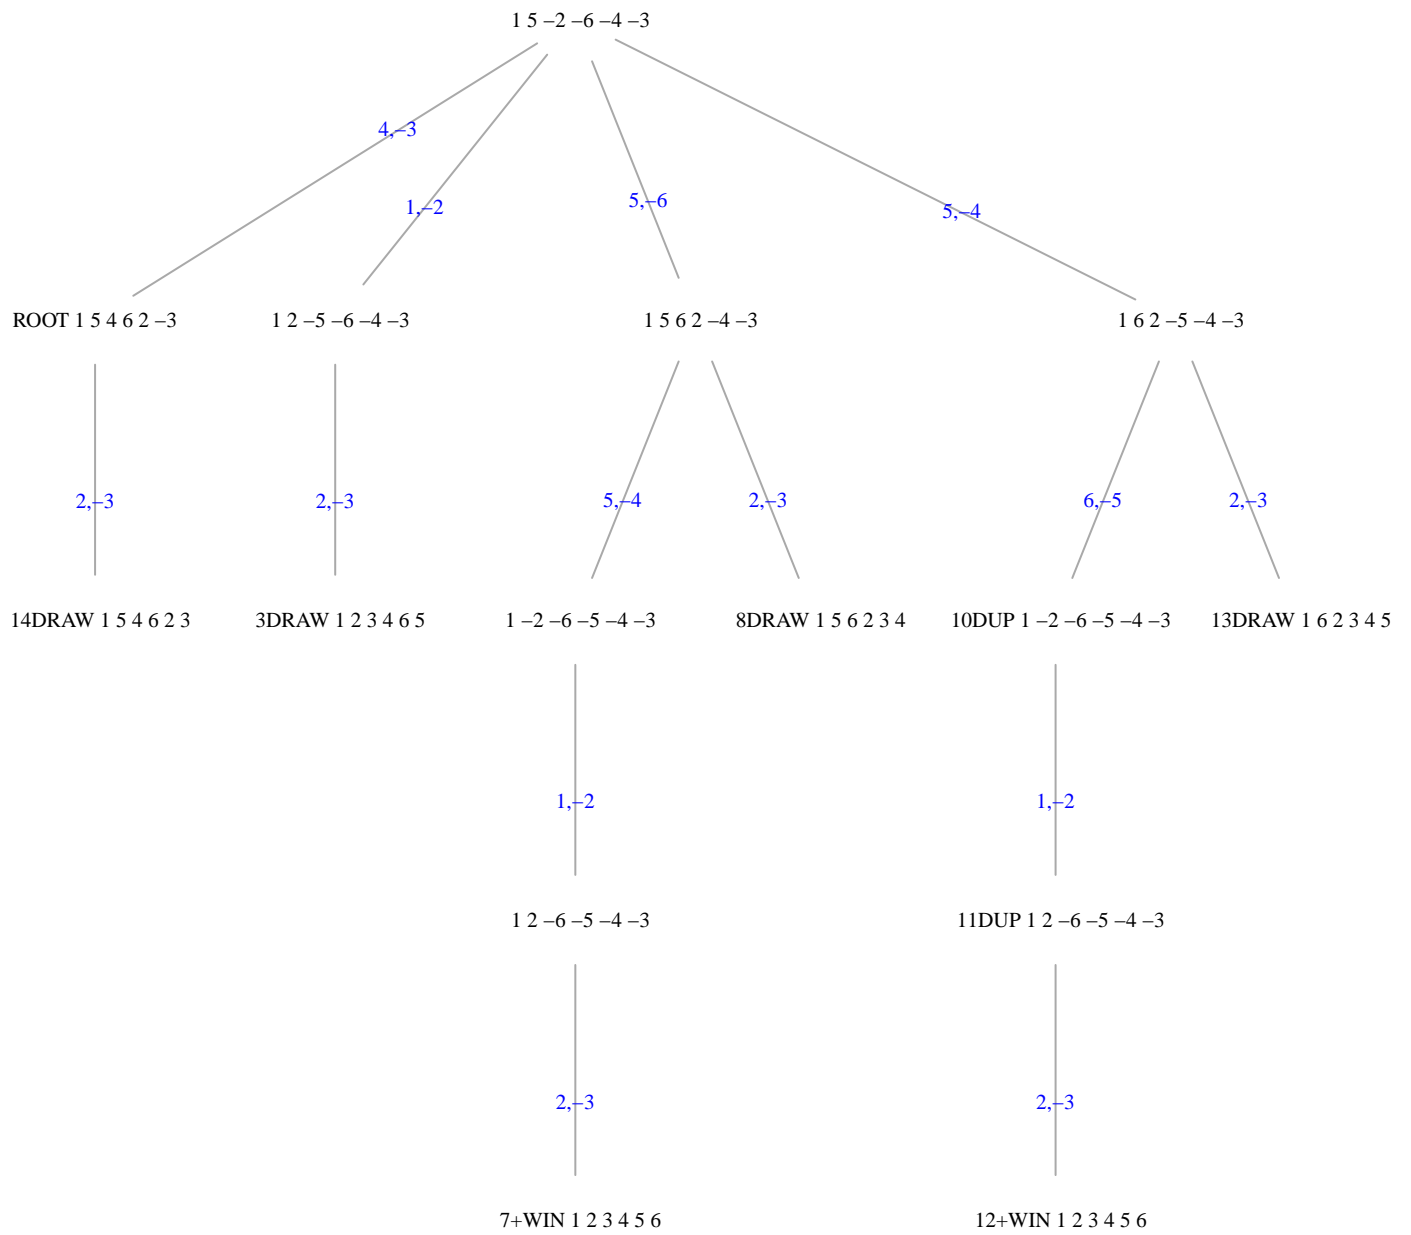 1 5 –2 –6 –4 –3
4,–3
1,–2
5,–6
5,–4
ROOT 1 5 4 6 2 –3
1 2 –5 –6 –4 –3
1 5 6 2 –4 –3
1 6 2 –5 –4 –3
2,–3
2,–3
5,–4
2,–3
6,–5
2,–3
14DRAW 1 5 4 6 2 3
3DRAW 1 2 3 4 6 5
1 –2 –6 –5 –4 –3
8DRAW 1 5 6 2 3 4
10DUP 1 –2 –6 –5 –4 –3
13DRAW 1 6 2 3 4 5
1,–2
1,–2
1 2 –6 –5 –4 –3
11DUP 1 2 –6 –5 –4 –3
2,–3
2,–3
7+WIN 1 2 3 4 5 6
12+WIN 1 2 3 4 5 6